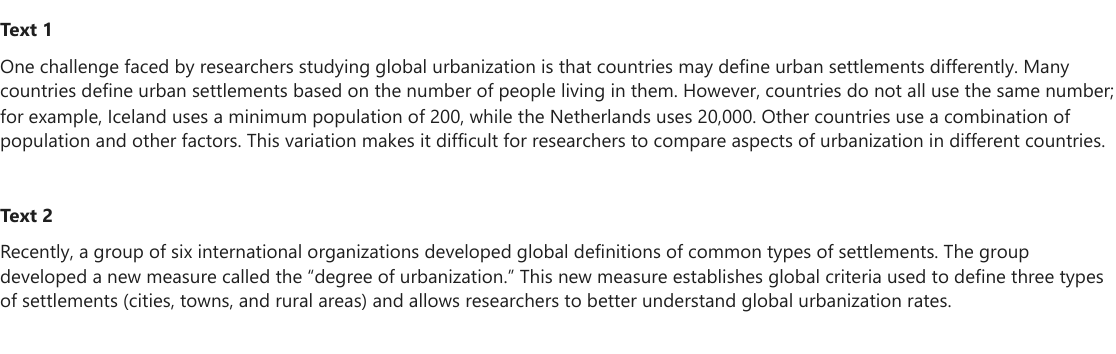 Text 1
One challenge faced by researchers studying global urbanization is that countries may define urban settlements differently. Many
countries define urban settlements based on the number of people living in them. However, countries do not all use the same number;
for example, Iceland uses a minimum population of 200, while the Netherlands uses 20,000. Other countries use a combination of
population and other factors. This variation makes it difficult for researchers to compare aspects of urbanization in different countries.
Text 2
Recently, a group of six international organizations developed global definitions of common types of settlements. The group
developed a new measure called the “degree of urbanization.” This new measure establishes global criteria used to define three types
of settlements (cities, towns, and rural areas) and allows researchers to better understand global urbanization rates.